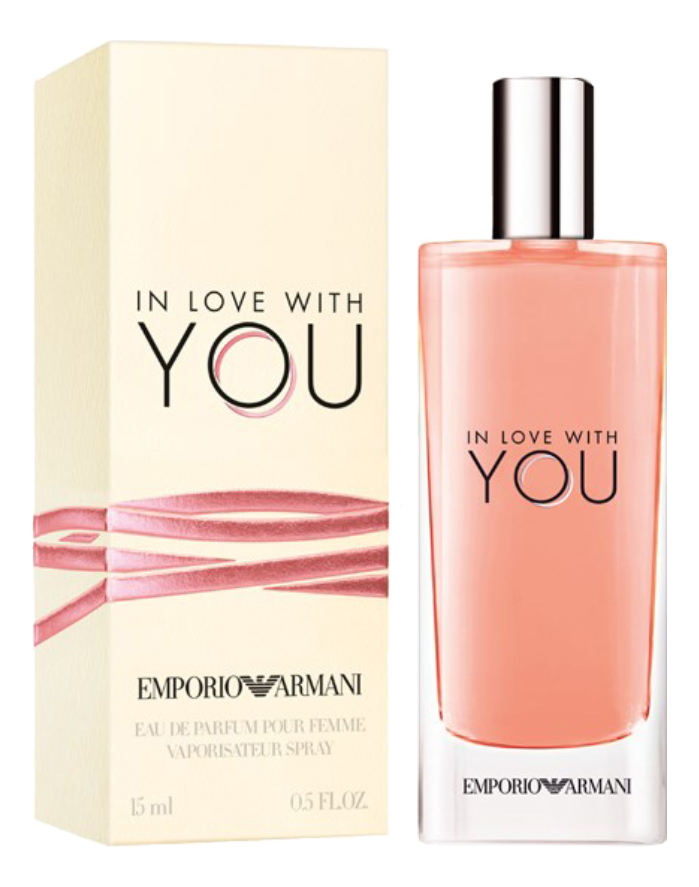 IN LOVE WITH
YOU
EMPORIO ARMANI
EAU DE PARFUM POUR FEMME
VAPORISATEUR SPRAY
15 ml 0.5 FL.OZ.
IN LOVE WITH
YOU
EMPORIO ARMANI